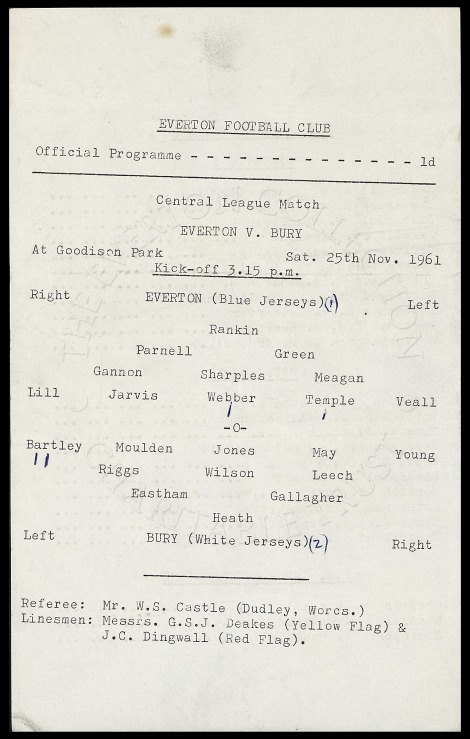 EVERTON FOOTBALL CLUB
Official Programme - - - - - - - - - - - - - - 1d
Central League Match
EVERTON V. BURY
At Goodison Park Sat. 25th Nov. 1961
Kick-off 3.15 p.m.
Right EVERTON (Blue Jerseys)(1) Left
Rankin
Parnell Green
Gannon Sharples Meagan
Lill Jarvis Webber Temple Veall
-O-
Bartley Moulden Jones May Young
Riggs Wilson Leech
Eastham Gallagher
Heath
Left BURY (White Jerseys)(2) Right
Referee: Mr. W.S. Castle (Dudley, Worcs.)
Linesmen: Messrs. G.S.J. Deakes (Yellow Flag) &
J.C. Dingwall (Red Flag).